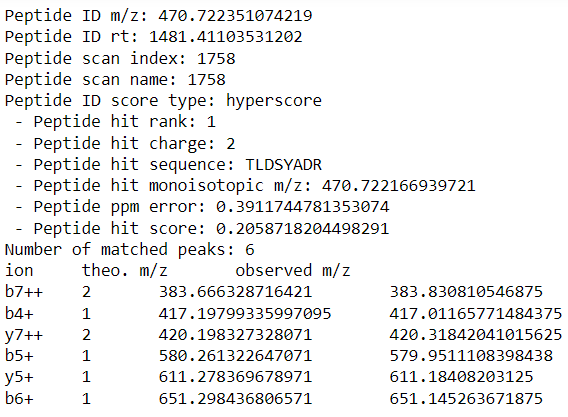 Peptide ID m/z: 470.722351074219
Peptide ID rt: 1481.41103531202
Peptide scan index: 1758
Peptide scan name: 1758
Peptide ID score type: hyperscore
- Peptide hit rank: 1
- Peptide hit charge: 2
- Peptide hit sequence: TLDSYADR
- Peptide hit monoisotopic m/z: 470.722166939721
- Peptide ppm error: 0.3911744781353074
- Peptide hit score: 0.2058718204498291
Number of matched peaks: 6
ion theo. m/z observed m/z
b7++ 2 383.666328716421 383.830810546875
b4+ 1 417.19799335997095 417.01165771484375
y7++ 2 420.198327328071 420.31842041015625
b5+ 1 580.261322647071 579.9511108398438
y5+ 1 611.278369678971 611.18408203125
b6+ 1 651.298436806571 651.145263671875